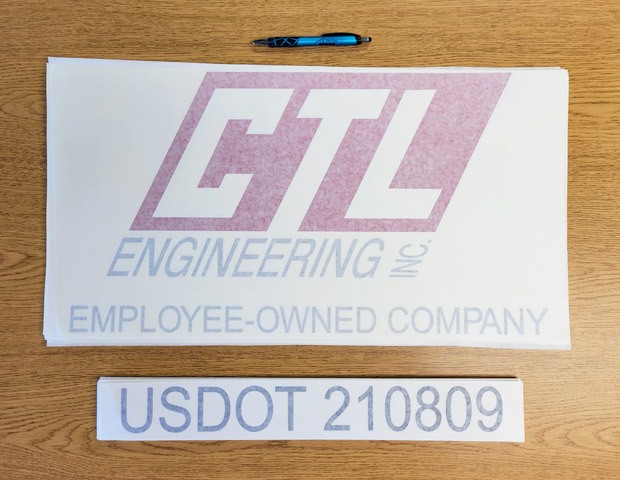 CTL
ENGINEERING INC.
EMPLOYEE-OWNED COMPANY
USDOT 210809